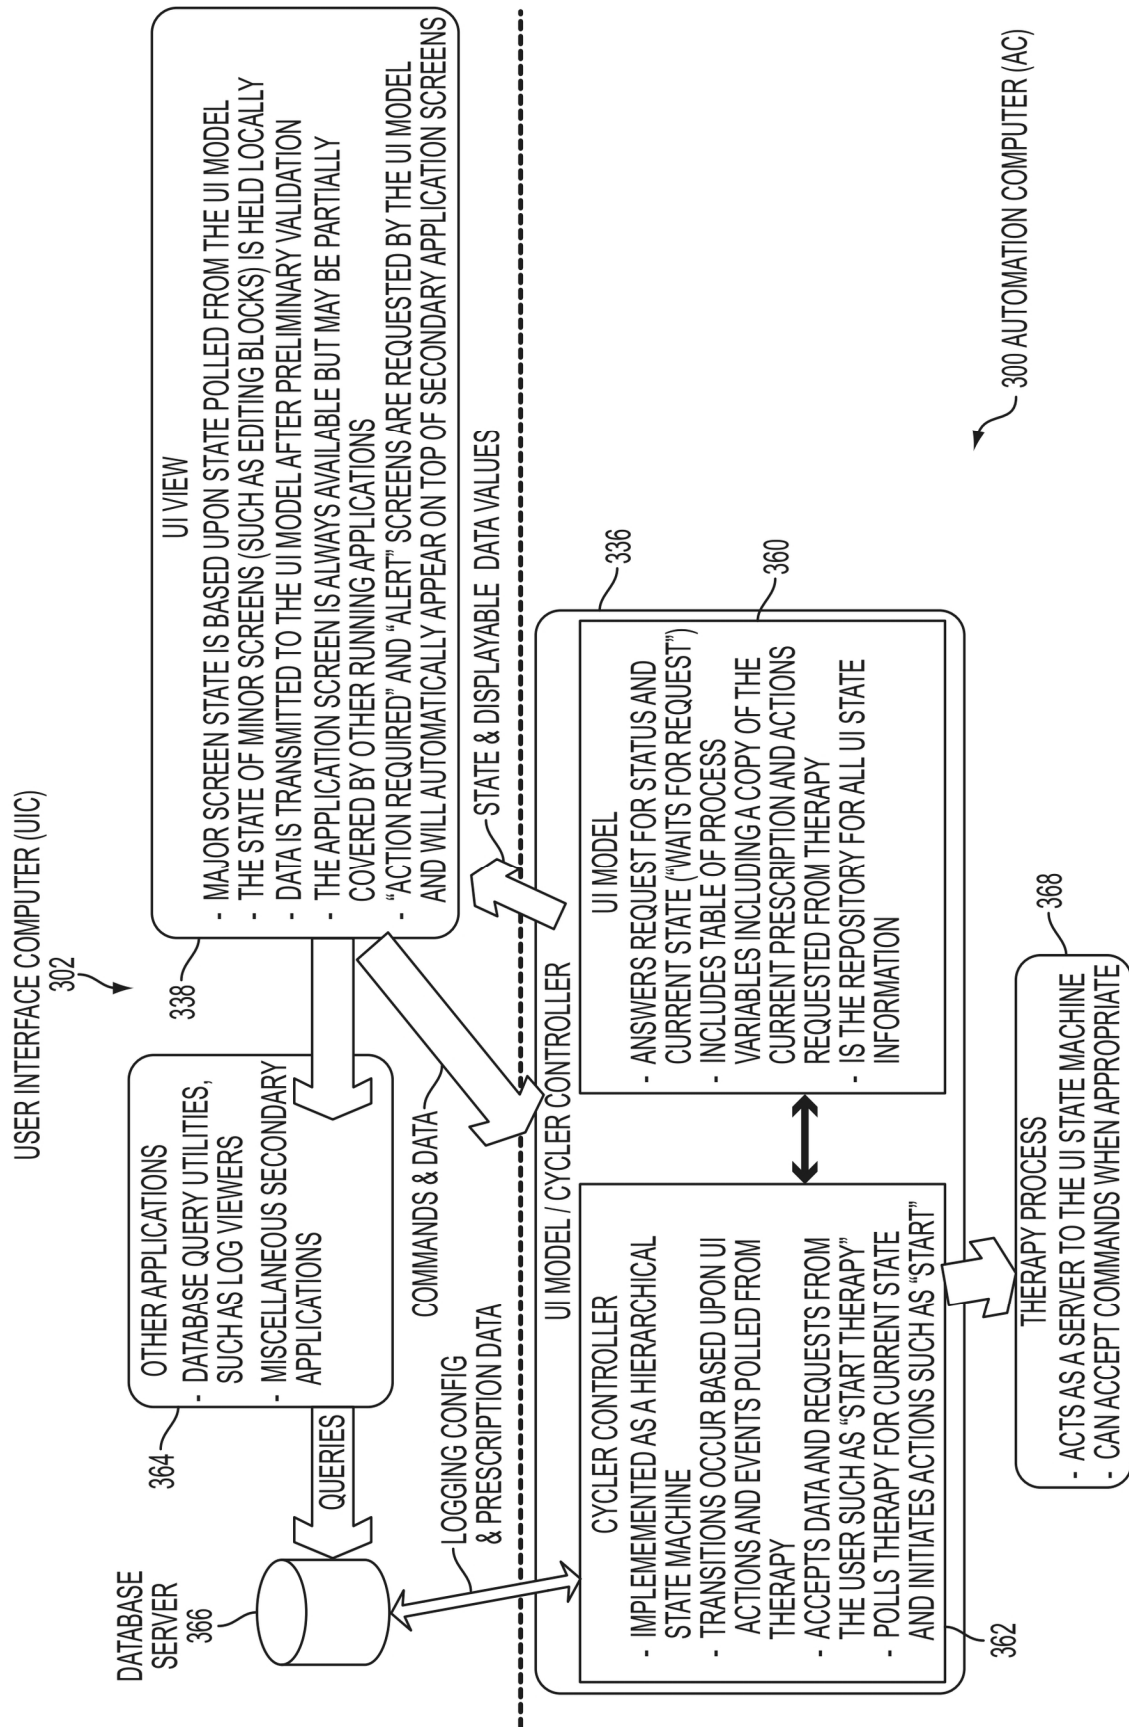 USER INTERFACE COMPUTER (UIC)
302
DATABASE
SERVER
366
QUERIES
364
OTHER APPLICATIONS
- DATABASE QUERY UTILITIES,
SUCH AS LOG VIEWERS
- MISCELLANEOUS SECONDARY
APPLICATIONS
338
UI VIEW
- MAJOR SCREEN STATE IS BASED UPON STATE POLLED FROM THE UI MODEL
- THE STATE OF MINOR SCREENS (SUCH AS EDITING BLOCKS) IS HELD LOCALLY
- DATA IS TRANSMITTED TO THE UI MODEL AFTER PRELIMINARY VALIDATION
- THE APPLICATION SCREEN IS ALWAYS AVAILABLE BUT MAY BE PARTIALLY
COVERED BY OTHER RUNNING APPLICATIONS
- "ACTION REQUIRED" AND "ALERT" SCREENS ARE REQUESTED BY THE UI MODEL
AND WILL AUTOMATICALLY APPEAR ON TOP OF SECONDARY APPLICATION SCREENS
LOGGING CONFIG
& PRESCRIPTION DATA
COMMANDS & DATA
STATE & DISPLAYABLE DATA VALUES
UI MODEL / CYCLER CONTROLLER
336
CYCLER CONTROLLER
- IMPLEMENTED AS A HIERARCHICAL
STATE MACHINE
- TRANSITIONS OCCUR BASED UPON UI
ACTIONS AND EVENTS POLLED FROM
THERAPY
- ACCEPTS DATA AND REQUESTS FROM
THE USER SUCH AS "START THERAPY"
- POLLS THERAPY FOR CURRENT STATE
AND INITIATES ACTIONS SUCH AS "START"
362
UI MODEL
- ANSWERS REQUEST FOR STATUS AND
CURRENT STATE ("WAITS FOR REQUEST")
- INCLUDES TABLE OF PROCESS
VARIABLES INCLUDING A COPY OF THE
CURRENT PRESCRIPTION AND ACTIONS
REQUESTED FROM THERAPY
- IS THE REPOSITORY FOR ALL UI STATE
INFORMATION
360
THERAPY PROCESS
- ACTS AS A SERVER TO THE UI STATE MACHINE
- CAN ACCEPT COMMANDS WHEN APPROPRIATE
368
300 AUTOMATION COMPUTER (AC)